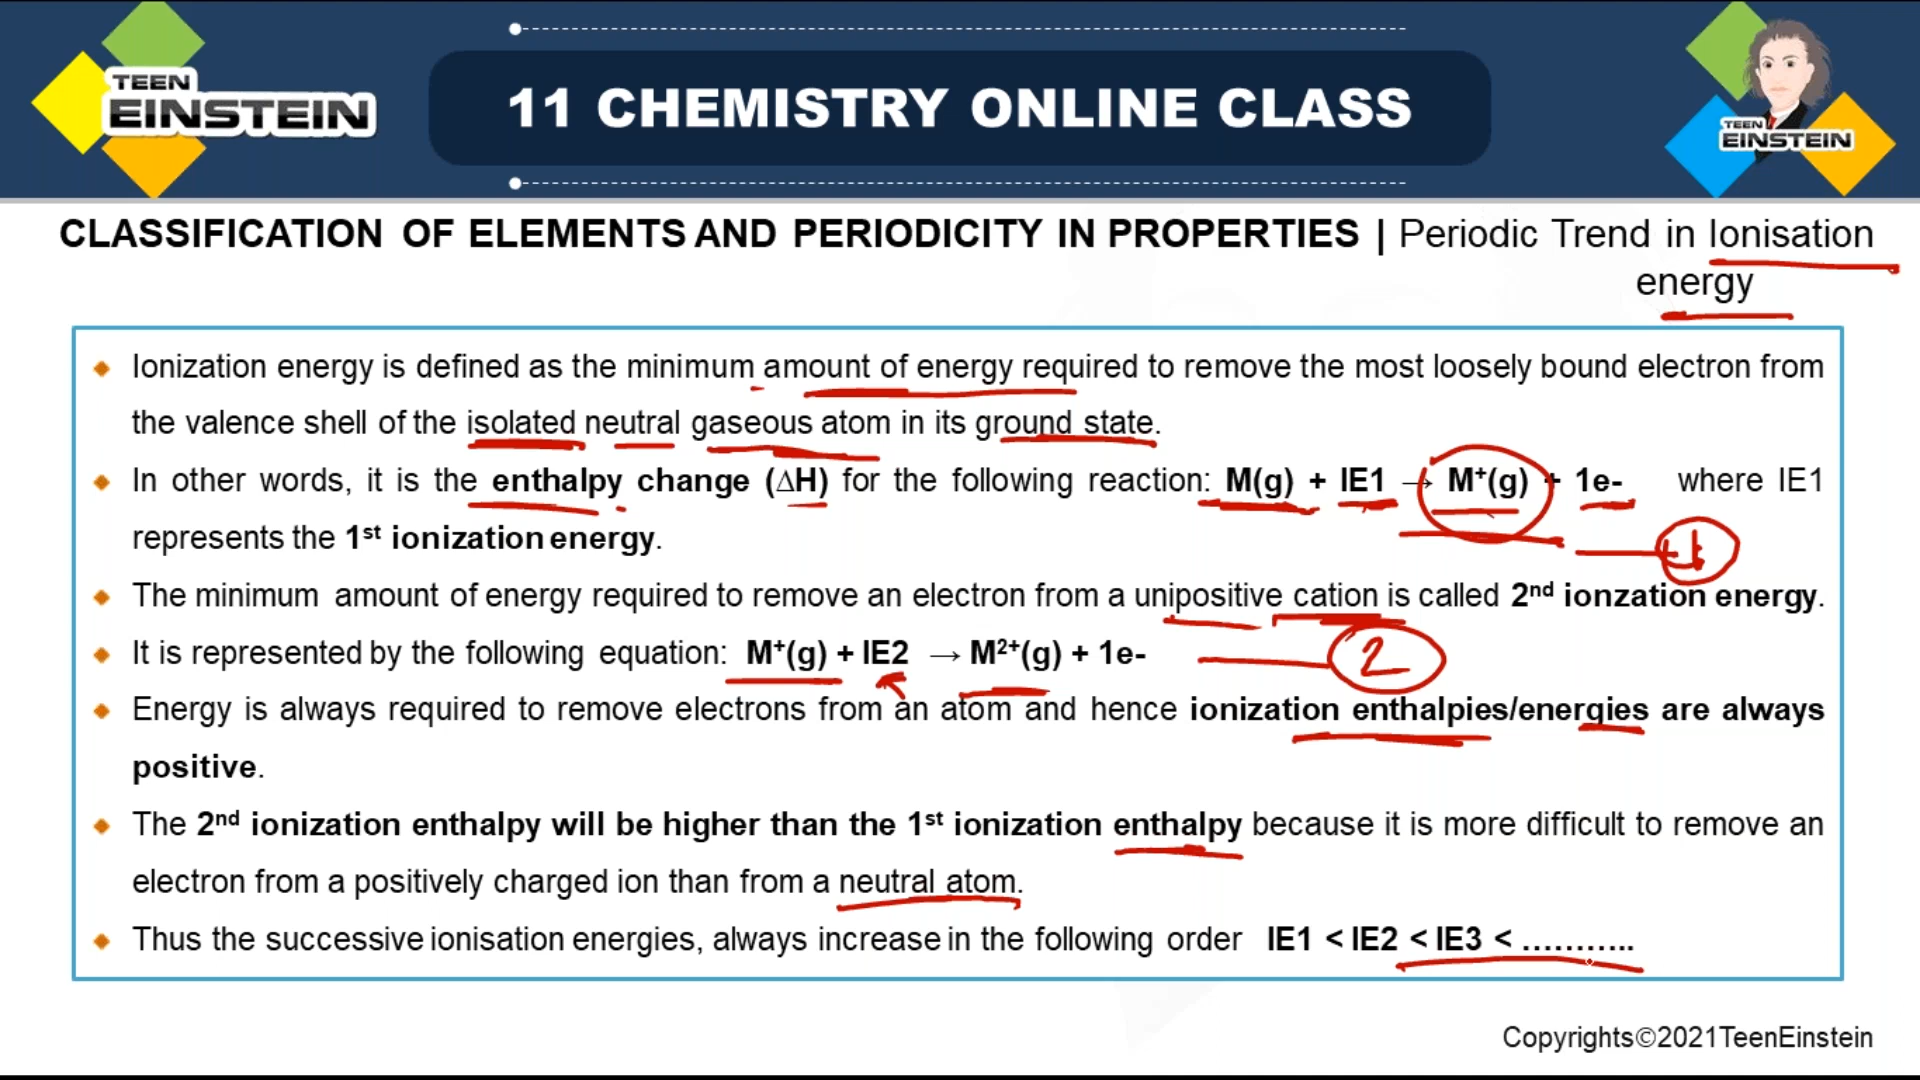 TEEN
EINSTEIN
11 CHEMISTRY ONLINE CLASS
TEEN
EINSTEIN
CLASSIFICATION OF ELEMENTS AND PERIODICITY IN PROPERTIES | Periodic Trend in Ionisation
energy
Ionization energy is defined as the minimum amount of energy required to remove the most loosely bound electron from
the valence shell of the isolated neutral gaseous atom in its ground state.
In other words, it is the enthalpy change (∆H) for the following reaction: M(g) + IE1 → M⁺(g) + 1e- where IE1
represents the 1ˢᵗ ionization energy.
The minimum amount of energy required to remove an electron from a unipositive cation is called 2ⁿᵈ ionzation energy.
It is represented by the following equation: M⁺(g) + IE2 → M²⁺(g) + 1e-
2
Energy is always required to remove electrons from an atom and hence ionization enthalpies/energies are always
positive.
The 2ⁿᵈ ionization enthalpy will be higher than the 1ˢᵗ ionization enthalpy because it is more difficult to remove an
electron from a positively charged ion than from a neutral atom.
Thus the successive ionisation energies, always increase in the following order IE1 < IE2 < IE3 < ………..
Copyrights©2021TeenEinstein